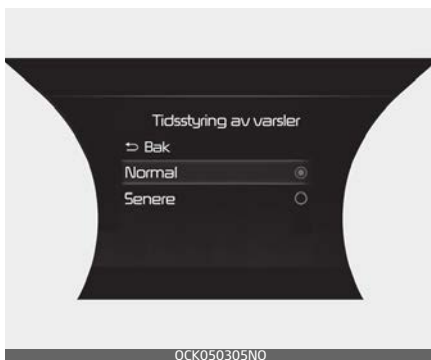 Tidsstyring av varsler
⮌ Bak
Normal
Senere
OCK050305NO